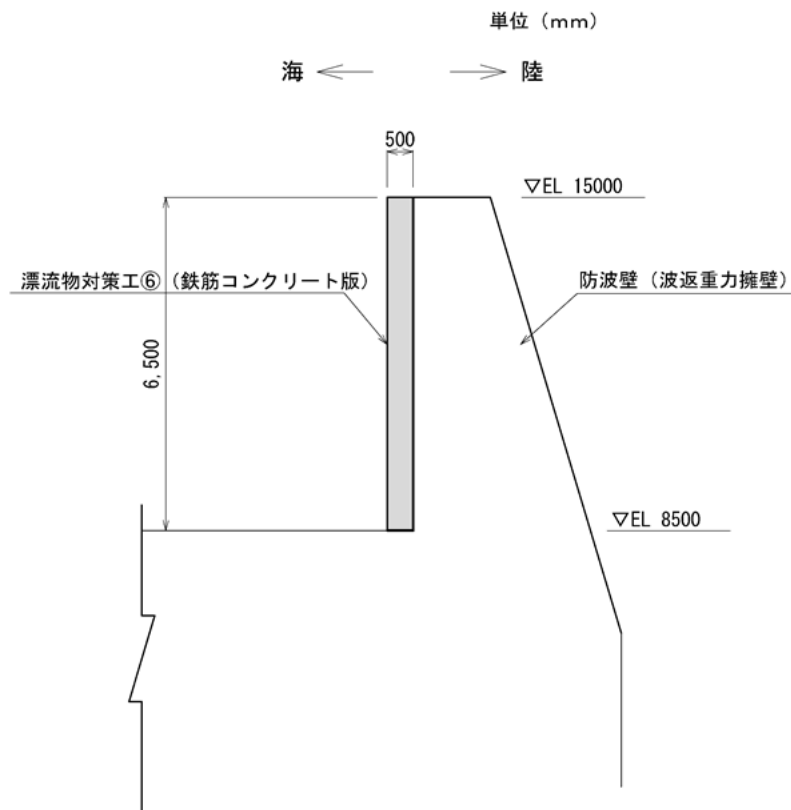 単位（mm）
海
陸
500
▽EL 15000
漂流物対策工⑥（鉄筋コンクリート版）
防波壁（波返重力擁壁）
6,500
▽EL 8500